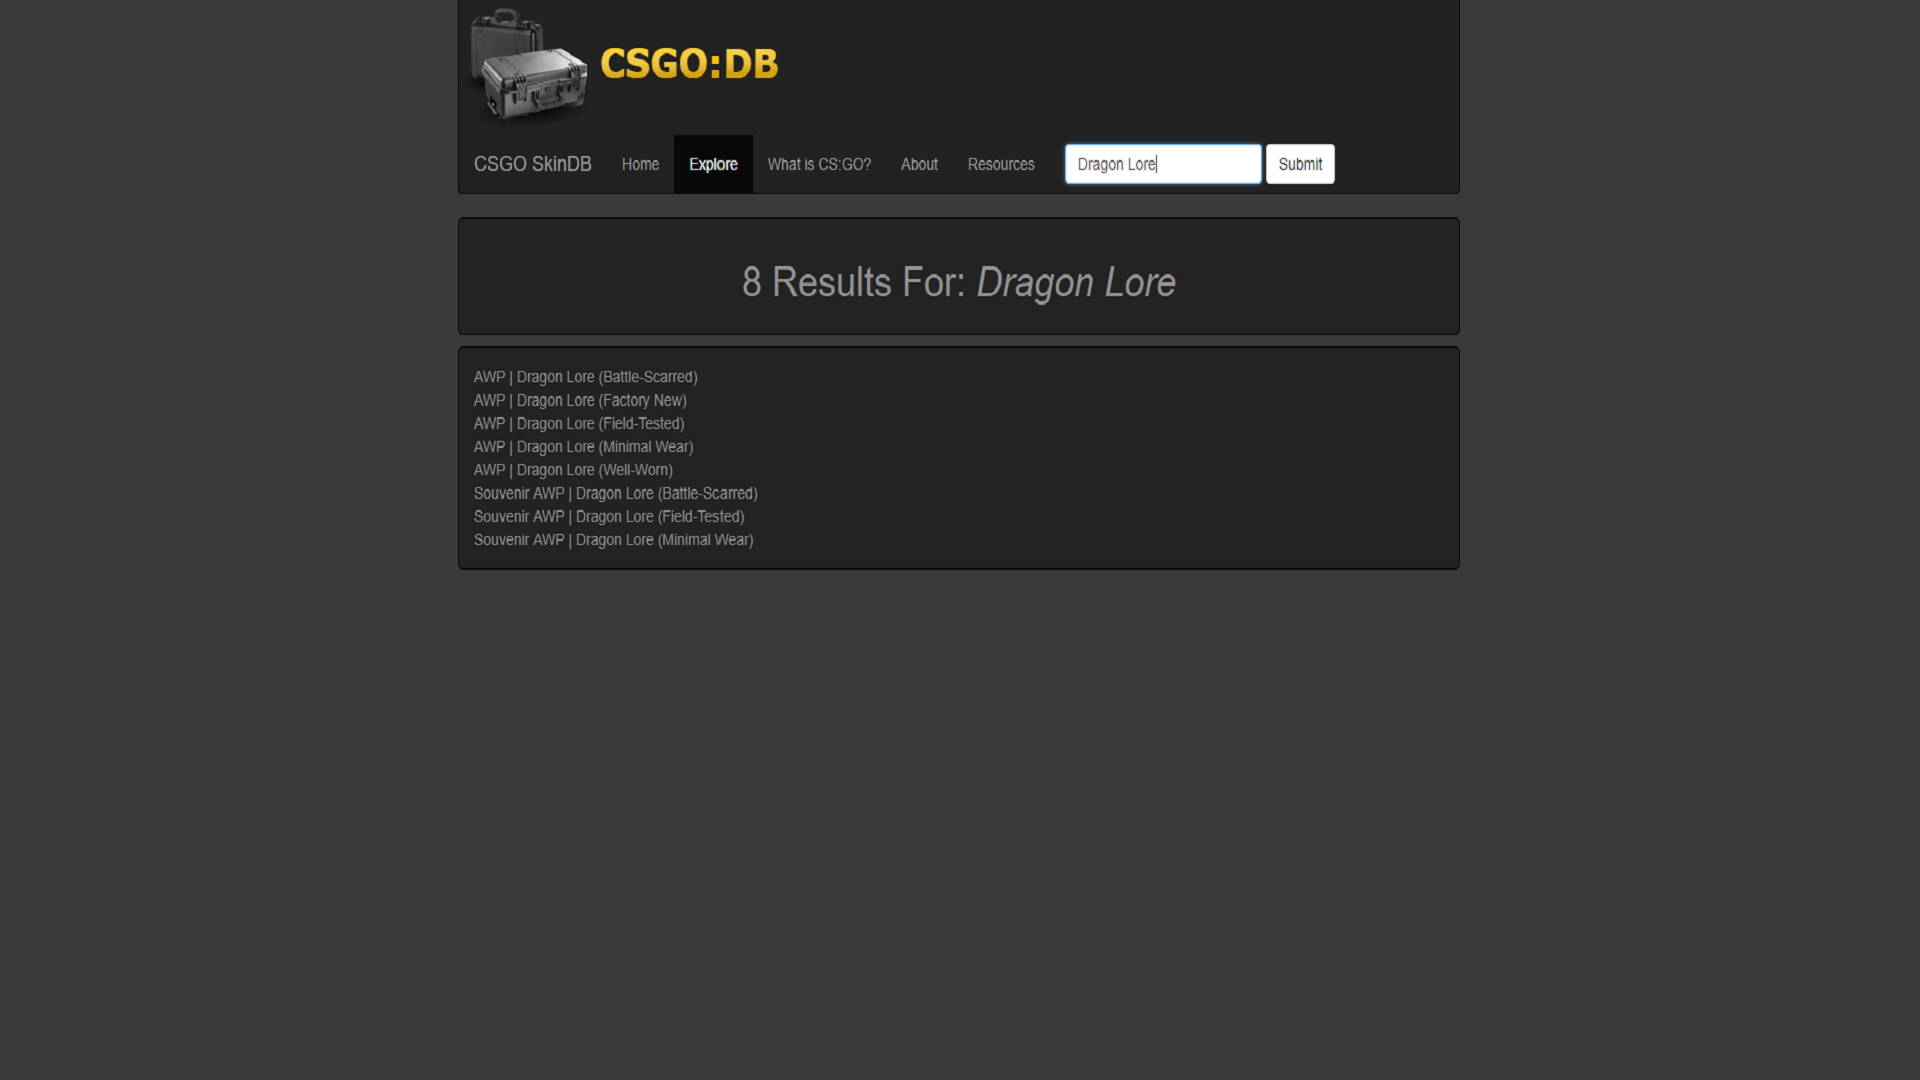 CSGO:DB
CSGO SkinDB Home Explore What is CS:GO? About Resources Dragon Lore Submit
8 Results For: Dragon Lore
AWP | Dragon Lore (Battle-Scarred)
AWP | Dragon Lore (Factory New)
AWP | Dragon Lore (Field-Tested)
AWP | Dragon Lore (Minimal Wear)
AWP | Dragon Lore (Well-Worn)
Souvenir AWP | Dragon Lore (Battle-Scarred)
Souvenir AWP | Dragon Lore (Field-Tested)
Souvenir AWP | Dragon Lore (Minimal Wear)